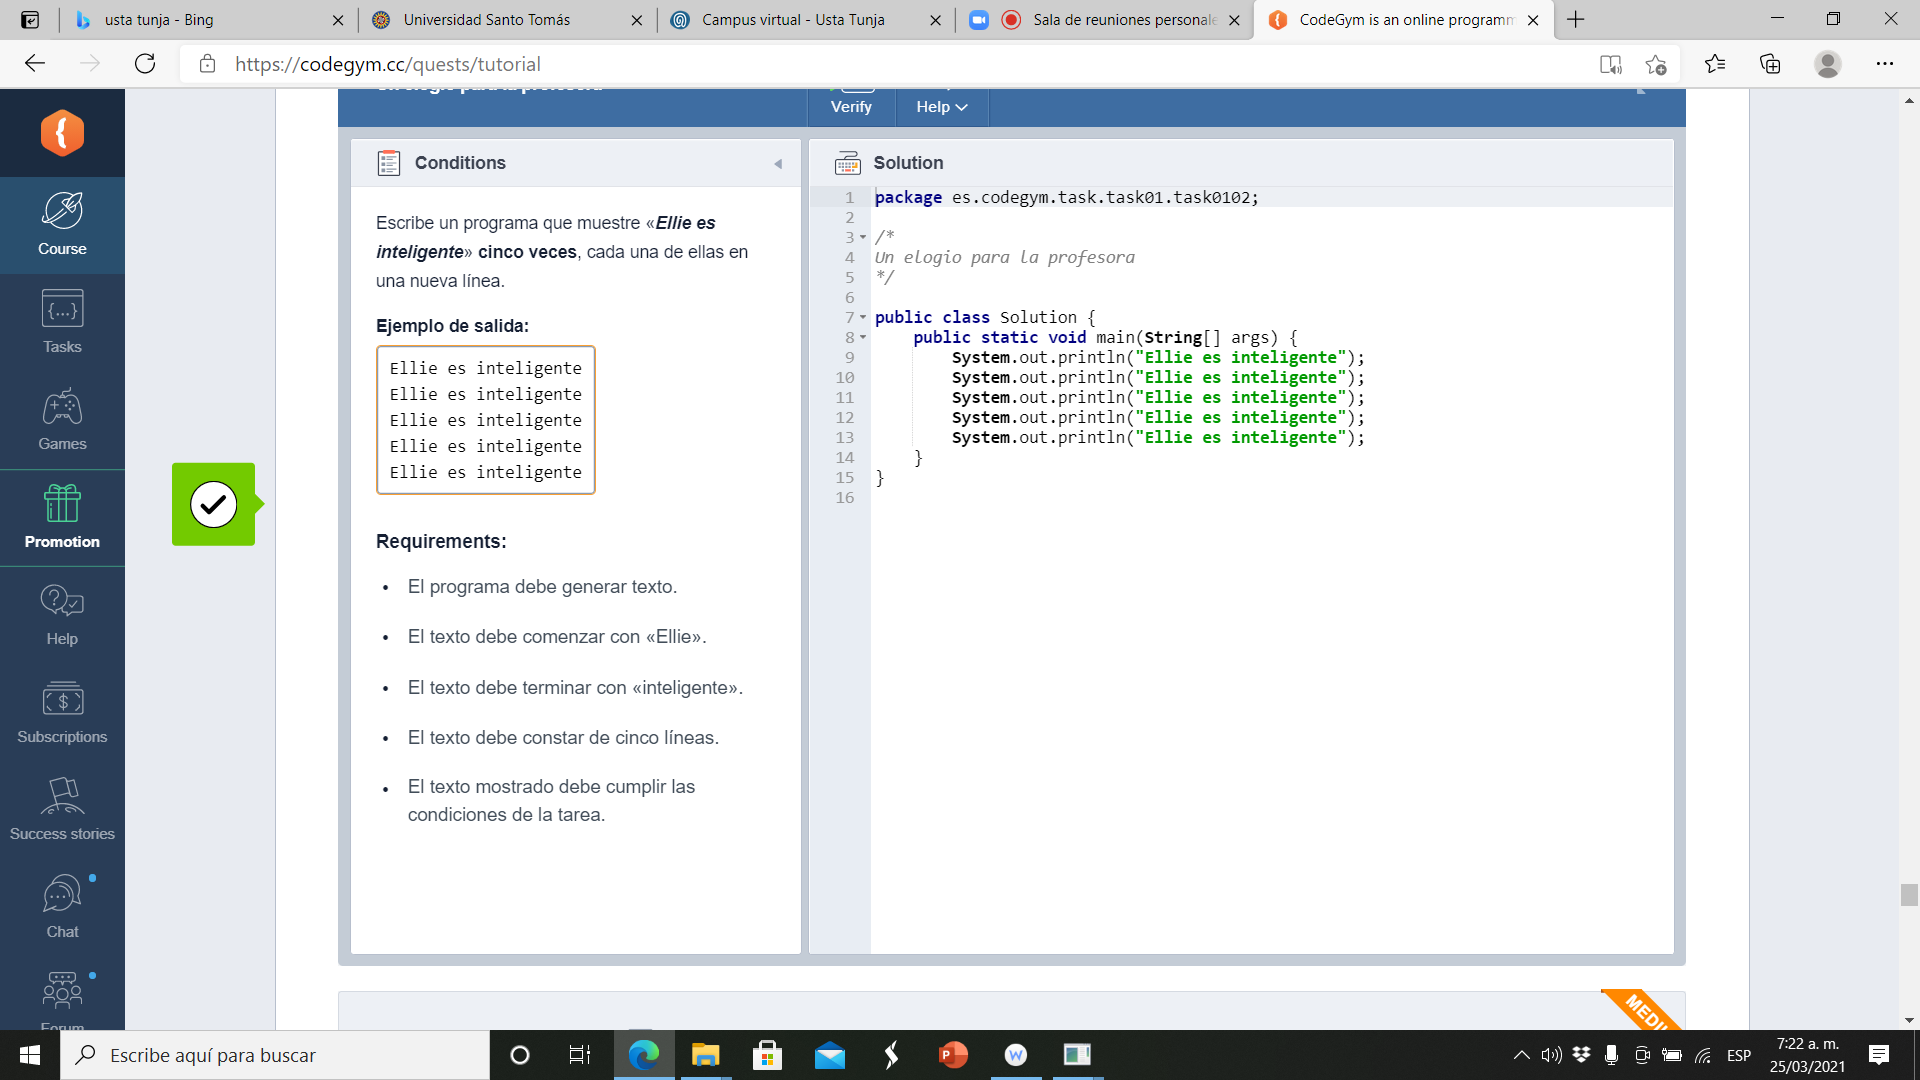 usta tunja - Bing
Universidad Santo Tomás
Campus virtual - Usta Tunja
Sala de reuniones personale
CodeGym is an online programm
https://codegym.cc/quests/tutorial
Verify
Help
Course
Tasks
Games
Promotion
Help
Subscriptions
Success stories
Chat
Forum
Conditions
Escribe un programa que muestre «Ellie es
inteligente» cinco veces, cada una de ellas en
una nueva línea.
Ejemplo de salida:
Ellie es inteligente
Ellie es inteligente
Ellie es inteligente
Ellie es inteligente
Ellie es inteligente
Requirements:
• El programa debe generar texto.
• El texto debe comenzar con «Ellie».
• El texto debe terminar con «inteligente».
• El texto debe constar de cinco líneas.
• El texto mostrado debe cumplir las
condiciones de la tarea.
Solution
1 package es.codegym.task.task01.task0102;
2
3 /*
4 Un elogio para la profesora
5 */
6
7 public class Solution {
8 public static void main(String[] args) {
9 System.out.println("Ellie es inteligente");
10 System.out.println("Ellie es inteligente");
11 System.out.println("Ellie es inteligente");
12 System.out.println("Ellie es inteligente");
13 System.out.println("Ellie es inteligente");
14 }
15 }
16
Escribe aquí para buscar
ESP
7:22 a. m.
25/03/2021